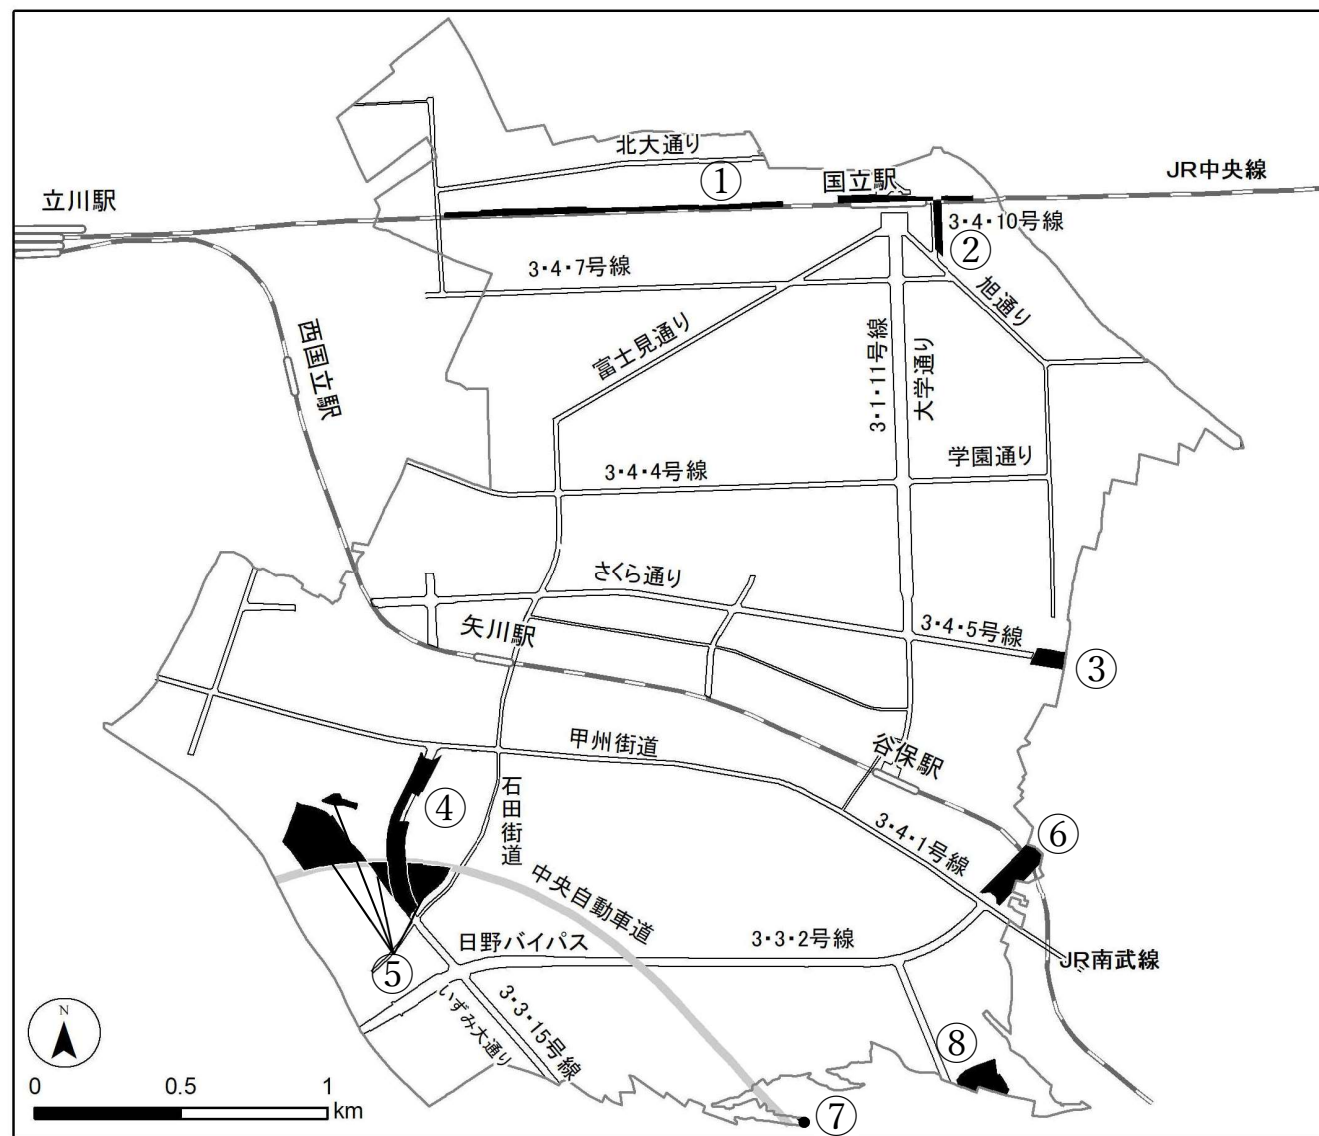 北大通り
①
国立駅
JR中央線
立川駅
3・4・10号線
②
3・4・7号線
旭通り
富士見通り
3・1・11号線
大学通り
西国立駅
学園通り
3・4・4号線
さくら通り
矢川駅
3・4・5号線
③
甲州街道
谷保駅
石田街道
④
3・4・1号線
⑥
中央自動車道
日野バイパス
3・3・2号線
JR南武線
⑤
3・3・15号線
いずみ大通り
⑧
⑦
N
0 0.5 1
km